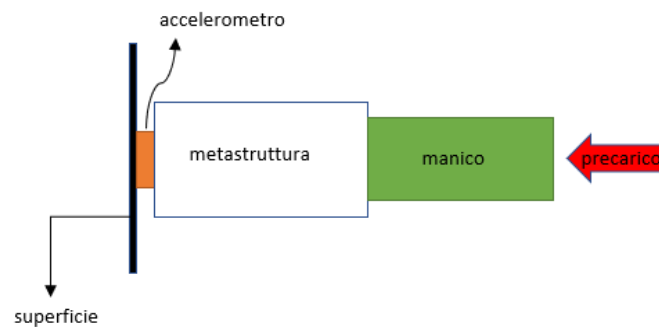 accelerometro
metastruttura
manico
precarico
superficie